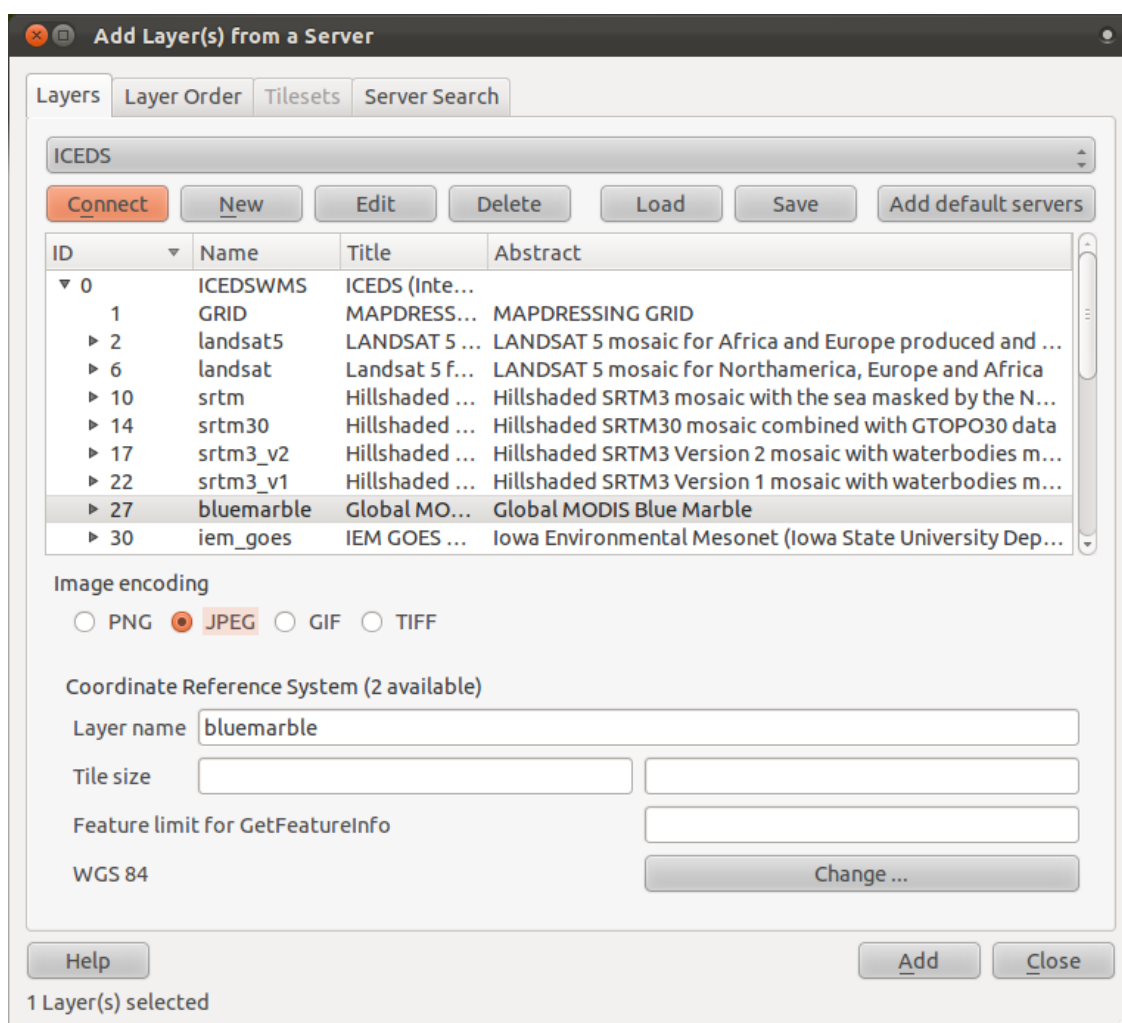 Add Layer(s) from a Server
Layers Layer Order Tilesets Server Search
ICEDS
Connect New Edit Delete Load Save Add default servers
ID Name Title Abstract
0 ICEDSWMS ICEDS (Inte...
1 GRID MAPDRESS... MAPDRESSING GRID
2 landsat5 LANDSAT 5 ... LANDSAT 5 mosaic for Africa and Europe produced and ...
6 landsat Landsat 5 f... LANDSAT 5 mosaic for Northamerica, Europe and Africa
10 srtm Hillshaded ... Hillshaded SRTM3 mosaic with the sea masked by the N...
14 srtm30 Hillshaded ... Hillshaded SRTM30 mosaic combined with GTOPO30 data
17 srtm3_v2 Hillshaded ... Hillshaded SRTM3 Version 2 mosaic with waterbodies m...
22 srtm3_v1 Hillshaded ... Hillshaded SRTM3 Version 1 mosaic with waterbodies m...
27 bluemarble Global MO... Global MODIS Blue Marble
30 iem_goes IEM GOES ... Iowa Environmental Mesonet (Iowa State University Dep...
Image encoding
PNG JPEG GIF TIFF
Coordinate Reference System (2 available)
Layer name bluemarble
Tile size
Feature limit for GetFeatureInfo
WGS 84 Change ...
Help Add Close
1 Layer(s) selected